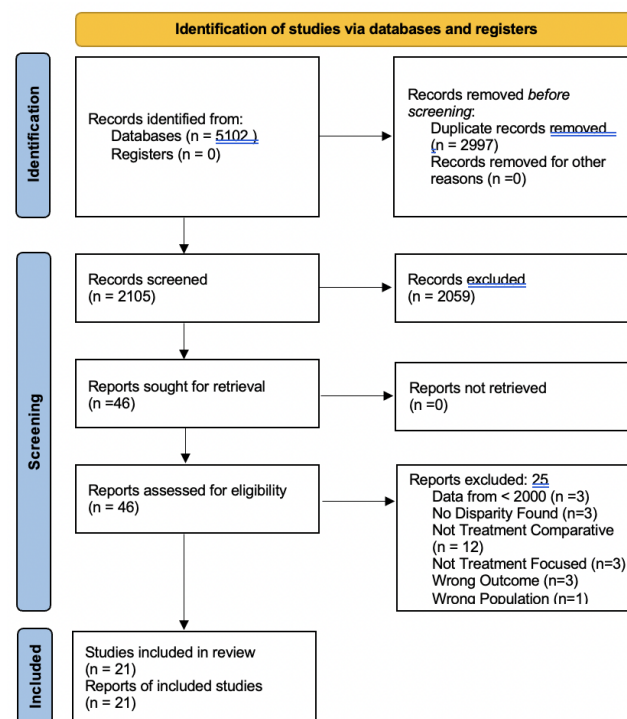 Identification of studies via databases and registers
Identification
Records identified from:
Databases (n = 5102 )
Registers (n = 0)
Records removed before
screening:
Duplicate records removed
(n = 2997)
Records removed for other
reasons (n =0)
Screening
Records screened
(n = 2105)
Records excluded
(n = 2059)
Reports sought for retrieval
(n =46)
Reports not retrieved
(n =0)
Reports assessed for eligibility
(n = 46)
Reports excluded: 25
Data from < 2000 (n =3)
No Disparity Found (n=3)
Not Treatment Comparative
(n = 12)
Not Treatment Focused (n=3)
Wrong Outcome (n=3)
Wrong Population (n=1)
Included
Studies included in review
(n = 21)
Reports of included studies
(n = 21)